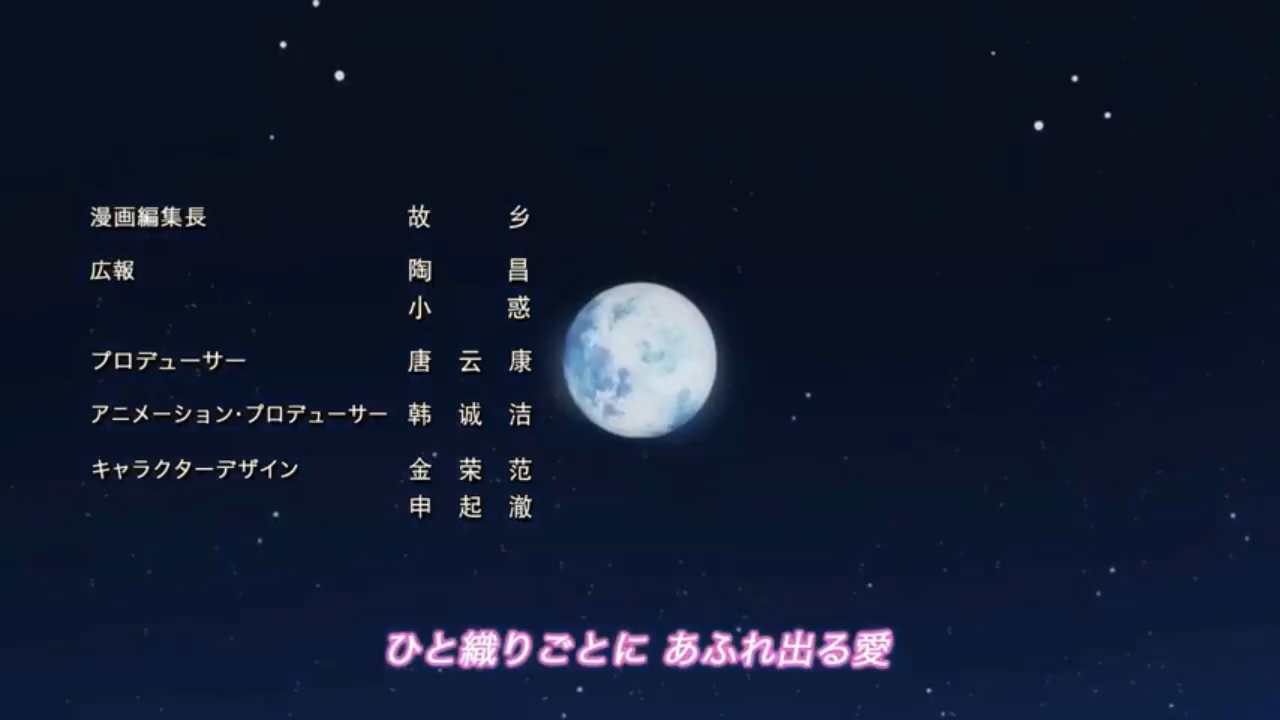 漫画編集長 故乡
広報 陶昌
小惑
プロデューサー 唐云康
アニメーション・プロデューサー 韩诚洁
キャラクターデザイン 金荣范
申起澈
ひと織りごとに あふれ出る愛